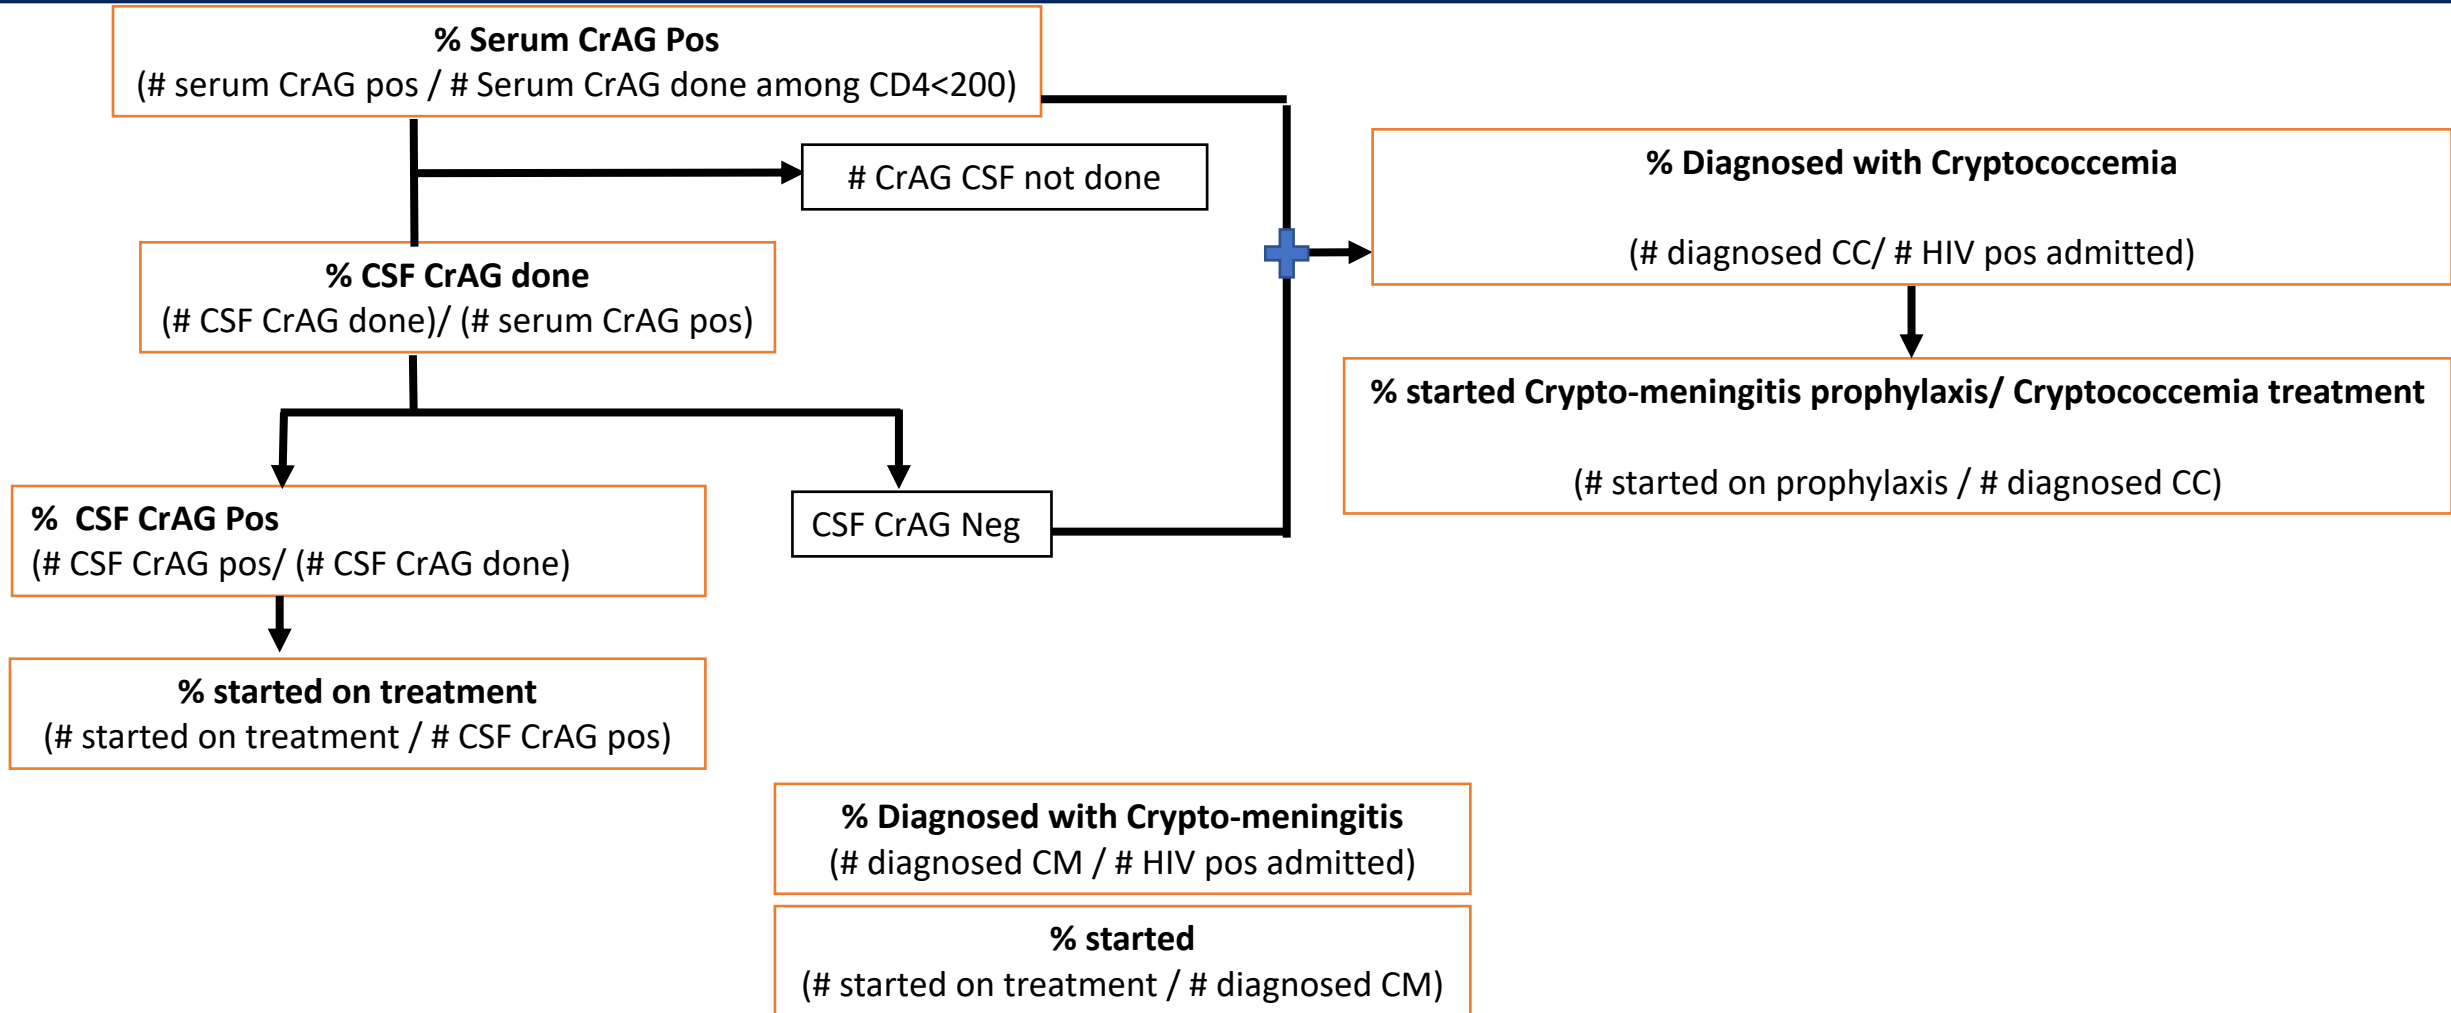 % Serum CrAG Pos
(# serum CrAG pos / # Serum CrAG done among CD4<200)
# CrAG CSF not done
% Diagnosed with Cryptococcemia
(# diagnosed CC/ # HIV pos admitted)
% CSF CrAG done
(# CSF CrAG done)/ (# serum CrAG pos)
% started Crypto-meningitis prophylaxis/ Cryptococcemia treatment
(# started on prophylaxis / # diagnosed CC)
% CSF CrAG Pos
(# CSF CrAG pos/ (# CSF CrAG done)
CSF CrAG Neg
% started on treatment
(# started on treatment / # CSF CrAG pos)
% Diagnosed with Crypto-meningitis
(# diagnosed CM / # HIV pos admitted)
% started
(# started on treatment / # diagnosed CM)